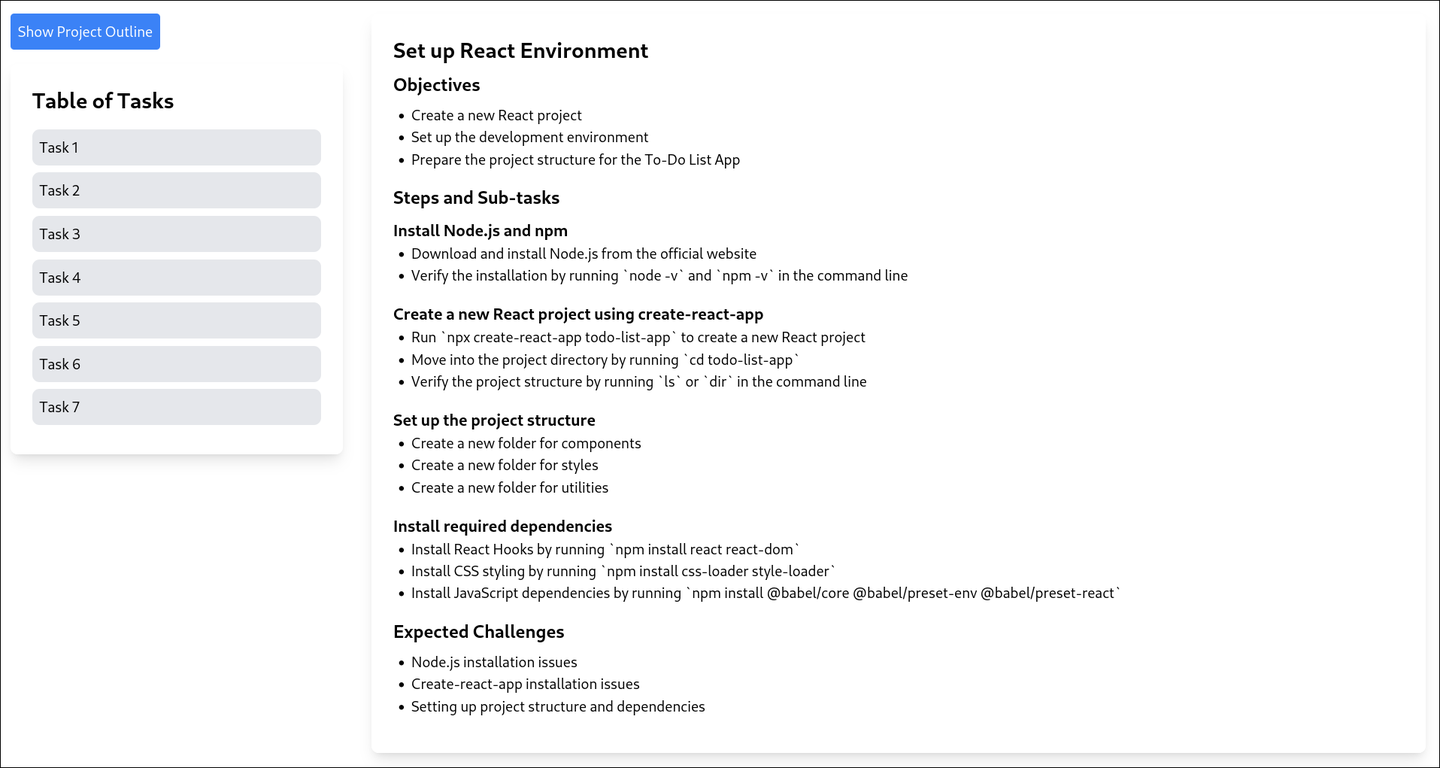 Show Project Outline
Table of Tasks
Task 1
Task 2
Task 3
Task 4
Task 5
Task 6
Task 7
Set up React Environment
Objectives
• Create a new React project
• Set up the development environment
• Prepare the project structure for the To-Do List App
Steps and Sub-tasks
Install Node.js and npm
• Download and install Node.js from the official website
• Verify the installation by running `node -v` and `npm -v` in the command line
Create a new React project using create-react-app
• Run `npx create-react-app todo-list-app` to create a new React project
• Move into the project directory by running `cd todo-list-app`
• Verify the project structure by running `ls` or `dir` in the command line
Set up the project structure
• Create a new folder for components
• Create a new folder for styles
• Create a new folder for utilities
Install required dependencies
• Install React Hooks by running `npm install react react-dom`
• Install CSS styling by running `npm install css-loader style-loader`
• Install JavaScript dependencies by running `npm install @babel/core @babel/preset-env @babel/preset-react`
Expected Challenges
• Node.js installation issues
• Create-react-app installation issues
• Setting up project structure and dependencies